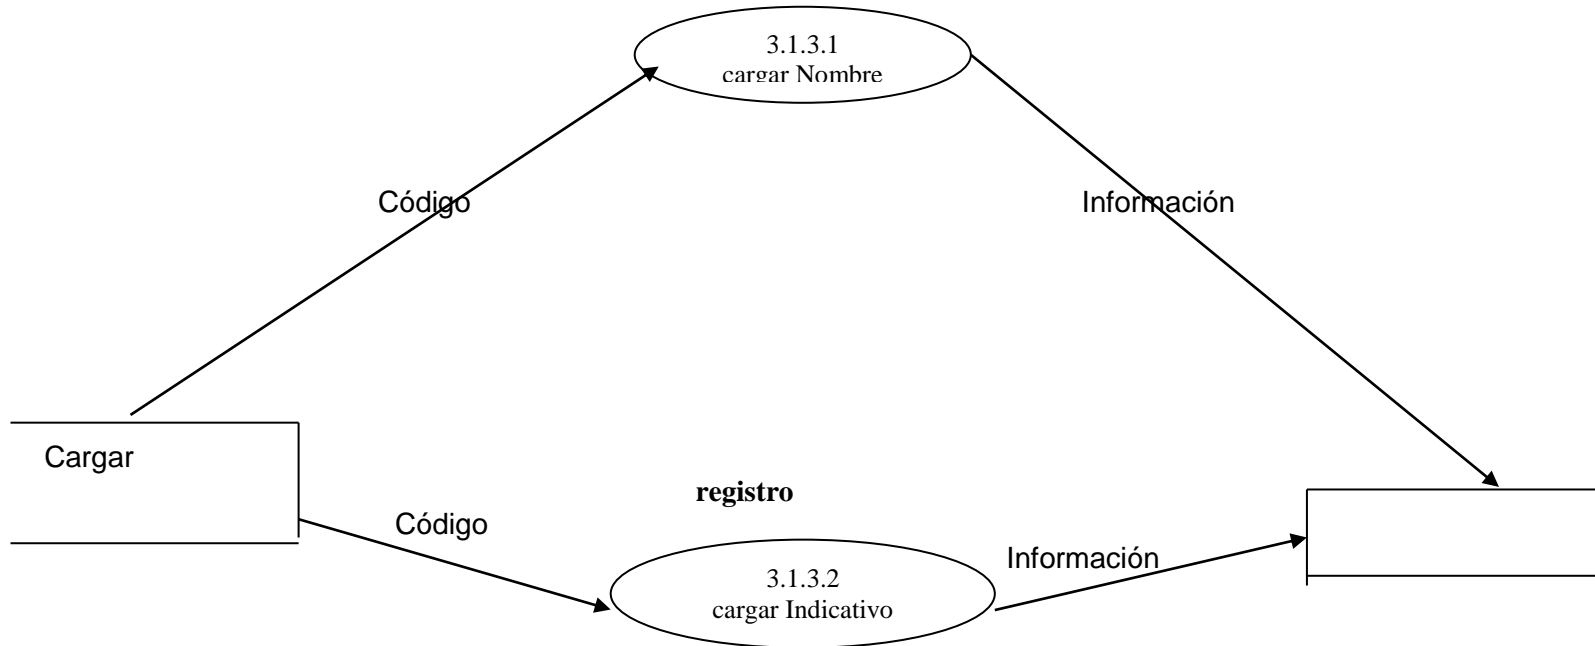 3.1.3.1
cargar Nombre
Código
Información
Cargar
registro
Código
Información
3.1.3.2
cargar Indicativo